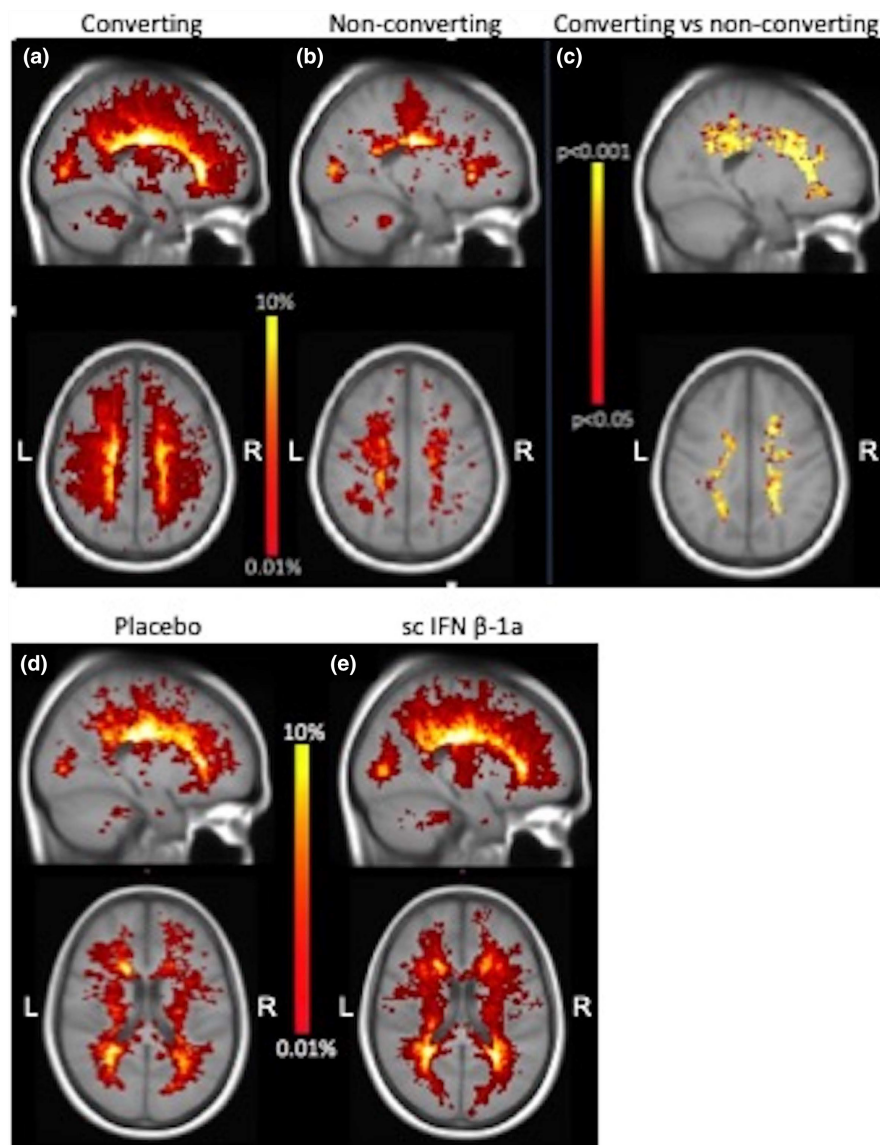 Converting Non-converting Converting vs non-converting
(a) (b) (c)
p<0.001
10%
p<0.05
L R L R L R
0.01%
Placebo sc IFN β-1a
(d) (e)
10%
L R L R
0.01%